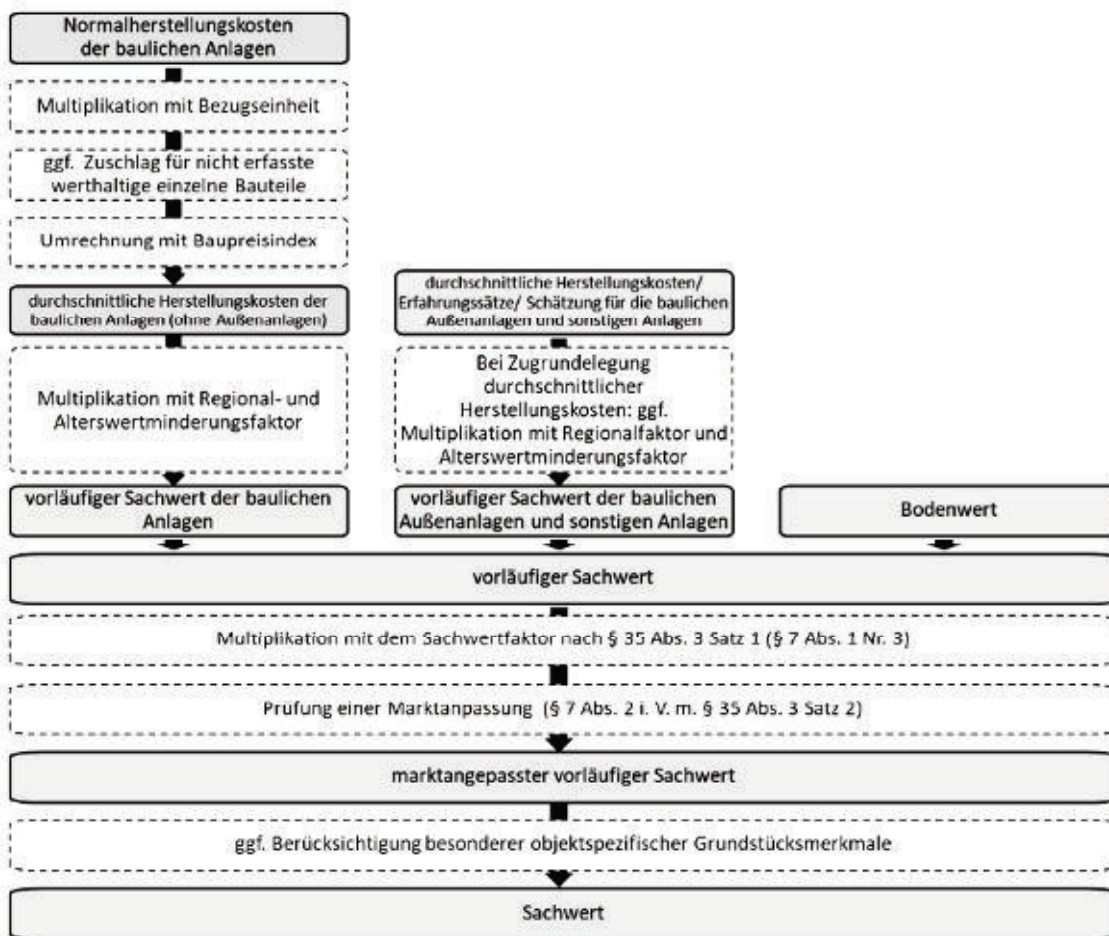 Normalherstellungskosten
der baulichen Anlagen
Multiplikation mit Bezugseinheit
ggf. Zuschlag für nicht erfasste
werthaltige einzelne Bauteile
Umrechnung mit Baupreisindex
durchschnittliche Herstellungskosten der
baulichen Anlagen (ohne Außenanlagen)
Multiplikation mit Regional- und
Alterswertminderungsfaktor
vorläufiger Sachwert der baulichen
Anlagen
durchschnittliche Herstellungskosten/
Erfahrungssätze/ Schätzung für die baulichen
Außenanlagen und sonstigen Anlagen
Bei Zugrundelegung
durchschnittlicher
Herstellungskosten: ggf.
Multiplikation mit Regionalfaktor und
Alterswertminderungsfaktor
vorläufiger Sachwert der baulichen
Außenanlagen und sonstigen Anlagen
Bodenwert
vorläufiger Sachwert
Multiplikation mit dem Sachwertfaktor nach § 35 Abs. 3 Satz 1 (§ 7 Abs. 1 Nr. 3)
Prüfung einer Marktanpassung (§ 7 Abs. 2 i. V. m. § 35 Abs. 3 Satz 2)
marktangepasster vorläufiger Sachwert
ggf. Berücksichtigung besonderer objektspezifischer Grundstücksmerkmale
Sachwert